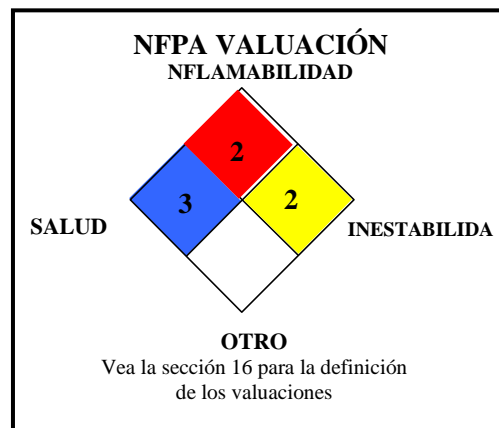 NFPA VALUACIÓN
NFLAMABILIDAD
2
3
2
SALUD
INESTABILIDA
OTRO
Vea la sección 16 para la definición
de los valuaciones